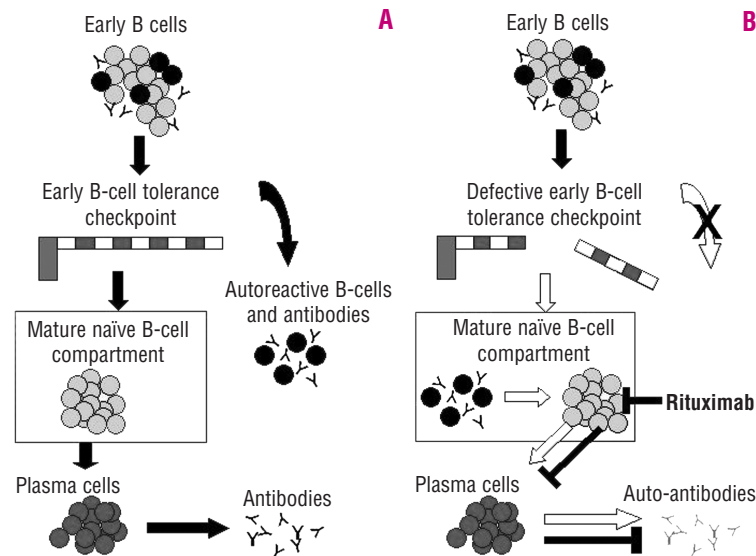 Early B cells
A
Early B-cell tolerance
checkpoint
Autoreactive B-cells
and antibodies
Mature naïve B-cell
compartment
Plasma cells
Antibodies
Early B cells
B
Defective early B-cell
tolerance checkpoint
X
Mature naïve B-cell
compartment
Rituximab
Plasma cells
Auto-antibodies